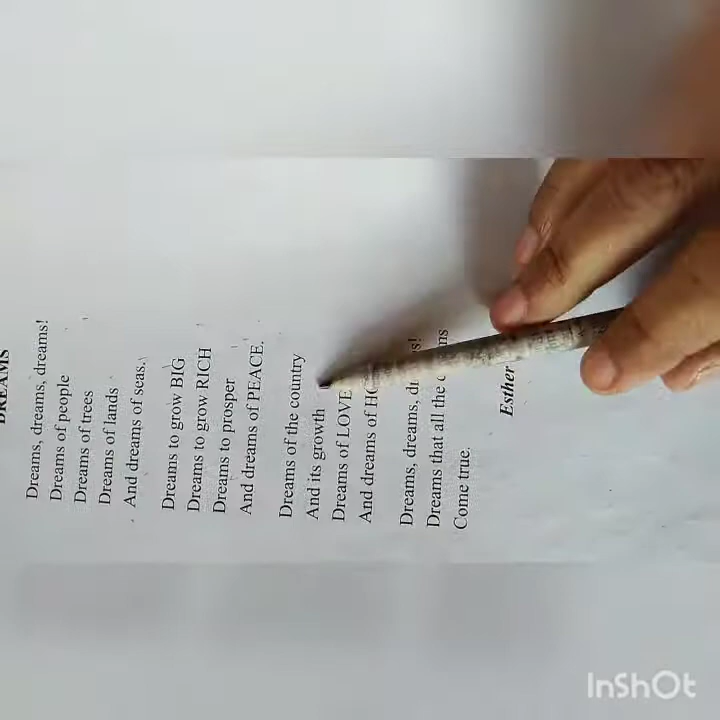 DREAMS
Dreams, dreams, dreams!
Dreams of people
Dreams of trees
Dreams of lands
And dreams of seas.
Dreams to grow BIG
Dreams to grow RICH
Dreams to prosper
And dreams of PEACE.
Dreams of the country
And its growth
Dreams of LOVE
And dreams of
Dreams, dreams,
Dreams that all the
Come true.
Esther
InShOt